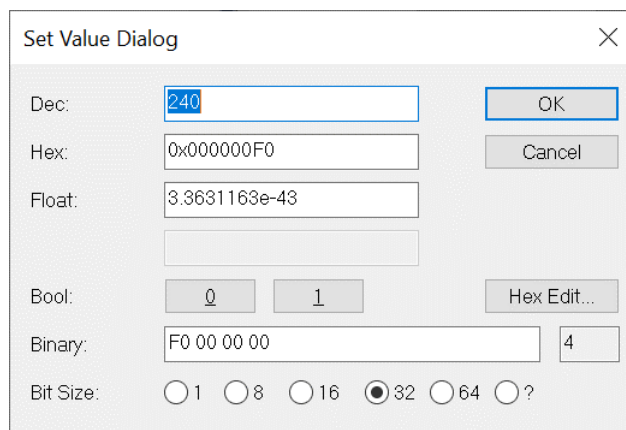 Set Value Dialog
Dec: 240 OK
Hex: 0x000000F0 Cancel
Float: 3.3631163e-43
Bool: 0 1 Hex Edit...
Binary: F0 00 00 00 4
Bit Size: 1 8 16 32 64 ?